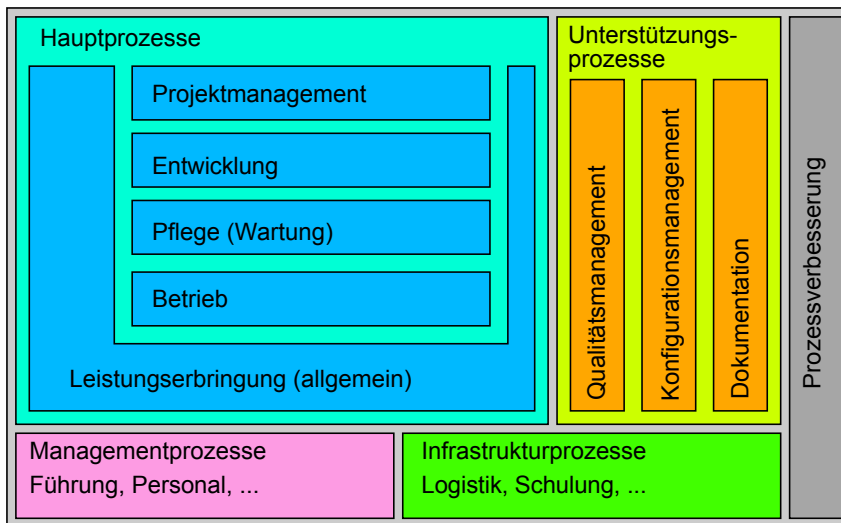 Hauptprozesse
Projektmanagement
Entwicklung
Pflege (Wartung)
Betrieb
Leistungserbringung (allgemein)
Unterstützungs-
prozesse
Qualitätsmanagement
Konfigurationsmanagement
Dokumentation
Prozessverbesserung
Managementprozesse
Führung, Personal, ...
Infrastrukturprozesse
Logistik, Schulung, ...